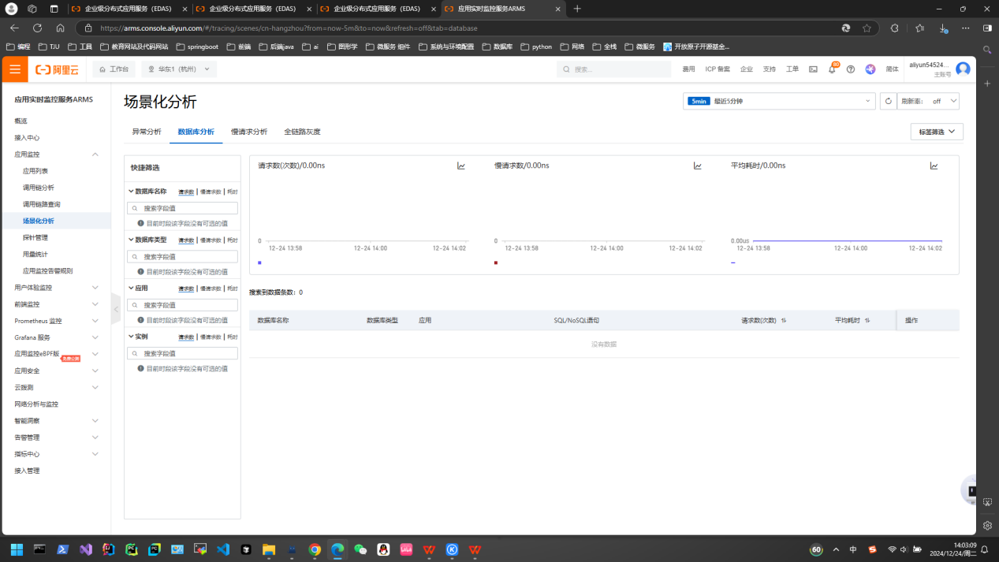 企业级分布式应用服务（EDAS）
企业级分布式应用服务（EDAS）
企业级分布式应用服务（EDAS）
应用实时监控服务ARMS
https://arms.console.aliyun.com/#/tracing/scenes/cn-hangzhou?from=now-5m&to=now&refresh=off&tab=database
编程
TJU
工具
教育网站及代码网站
springboot
前端
后端java
ai
图图形学
微服务 组件
系统与环境配置
数据库
python
网络
全栈
微服务
开放原子开源基金...
阿里云
工作台
华东1（杭州）
搜索...
费用
ICP 备案
企业
支持
工单
80
简体
aliyun54524...
主账号
应用实时监控服务ARMS
概览
接入中心
应用监控
应用列表
调用链分析
调用链路查询
场景化分析
探针管理
用量统计
应用监控告警规则
用户体验监控
前端监控
Prometheus 监控
Grafana 服务
应用监控eBPF版
免费公测
应用安全
云拨测
网络分析与监控
智能洞察
告警管理
指标中心
接入管理
场景化分析
5min
最近5分钟
刷新率:
off
异常分析
数据库分析
慢请求分析
全链路灰度
标签筛选
快捷筛选
数据库名称
请求数 | 慢请求数 | 耗时
搜索字段值
目前时段该字段没有可选的值
数据库类型
请求数 | 慢请求数 | 耗时
搜索字段值
目前时段该字段没有可选的值
应用
请求数 | 慢请求数 | 耗时
搜索字段值
目前时段该字段没有可选的值
实例
请求数 | 慢请求数 | 耗时
搜索字段值
目前时段该字段没有可选的值
请求数(次数)/0.00ns
0
12-24 13:58
12-24 14:00
12-24 14:02
慢请求数/0.00ns
0
12-24 13:58
12-24 14:00
12-24 14:02
平均耗时/0.00ns
0.00us
12-24 13:58
12-24 14:00
12-24 14:02
搜索到数据条数：0
数据库名称
数据库类型
应用
SQL/NoSQL语句
请求数(次数)
平均耗时
操作
没有数据
60
中
14:03:09
2024/12/24/周二